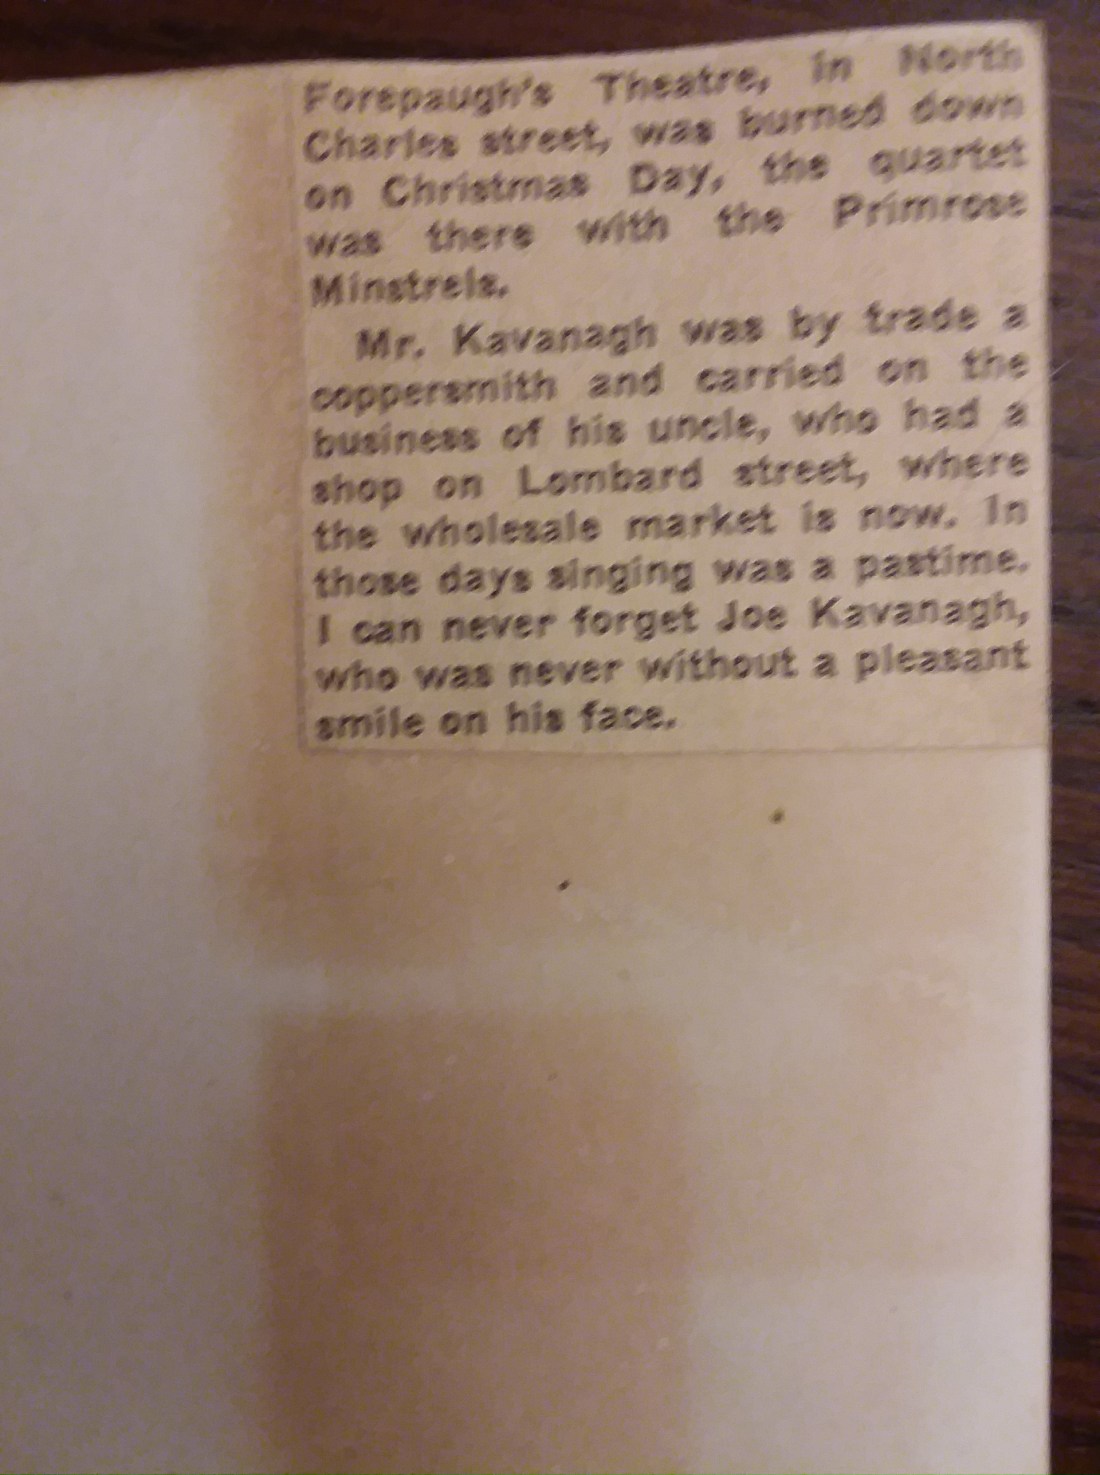 Forepaugh's Theatre, in North
Charles street, was burned down
on Christmas Day, the quartet
was there with the Primrose
Minstrels.
Mr. Kavanagh was by trade a
coppersmith and carried on the
business of his uncle, who had a
shop on Lombard street, where
the wholesale market is now. In
those days singing was a pastime.
I can never forget Joe Kavanagh,
who was never without a pleasant
smile on his face.